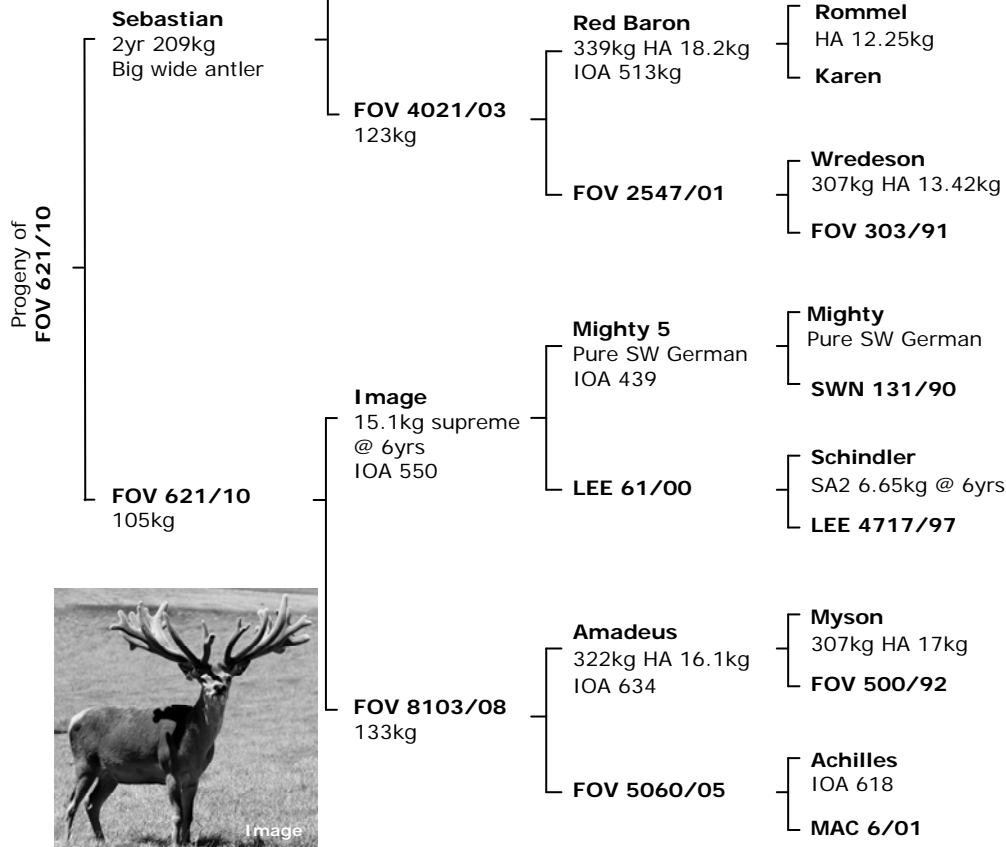 Progeny of
FOV 621/10
Sebastian
2yr 209kg
Big wide antler
FOV 4021/03
123kg
Red Baron
339kg HA 18.2kg
IOA 513kg
Rommel
HA 12.25kg
Karen
FOV 2547/01
Wredeson
307kg HA 13.42kg
FOV 303/91
FOV 621/10
105kg
Image
15.1kg supreme
@ 6yrs
IOA 550
Mighty 5
Pure SW German
IOA 439
Mighty
Pure SW German
SWN 131/90
LEE 61/00
Schindler
SA2 6.65kg @ 6yrs
LEE 4717/97
FOV 8103/08
133kg
Amadeus
322kg HA 16.1kg
IOA 634
Myson
307kg HA 17kg
FOV 500/92
FOV 5060/05
Achilles
IOA 618
MAC 6/01
Image